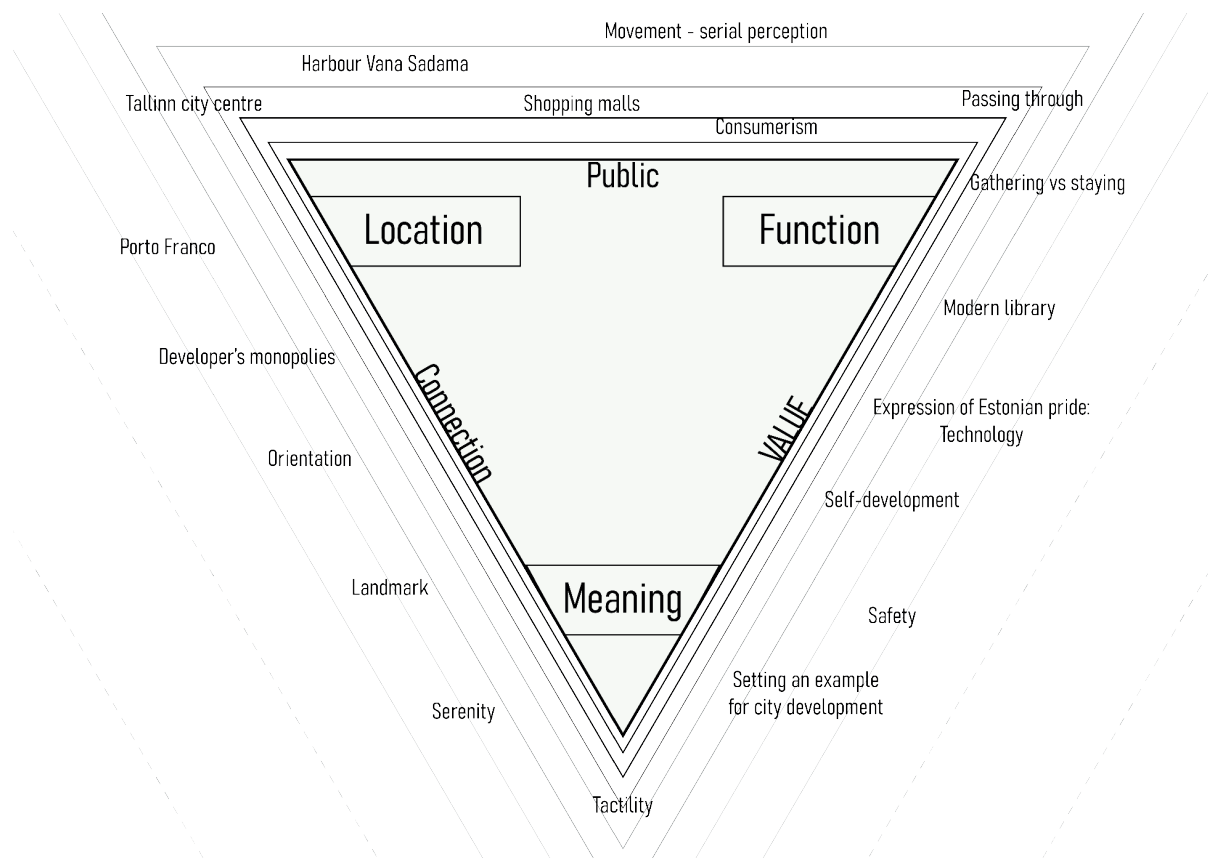 Movement - serial perception
Harbour Vana Sadama
Tallinn city centre
Shopping malls
Passing through
Consumerism
Public
Gathering vs staying
Location
Function
Porto Franco
Modern library
Developer's monopolies
Connection
VALUE
Expression of Estonian pride:
Technology
Orientation
Self-development
Landmark
Meaning
Safety
Setting an example
for city development
Serenity
Tactility